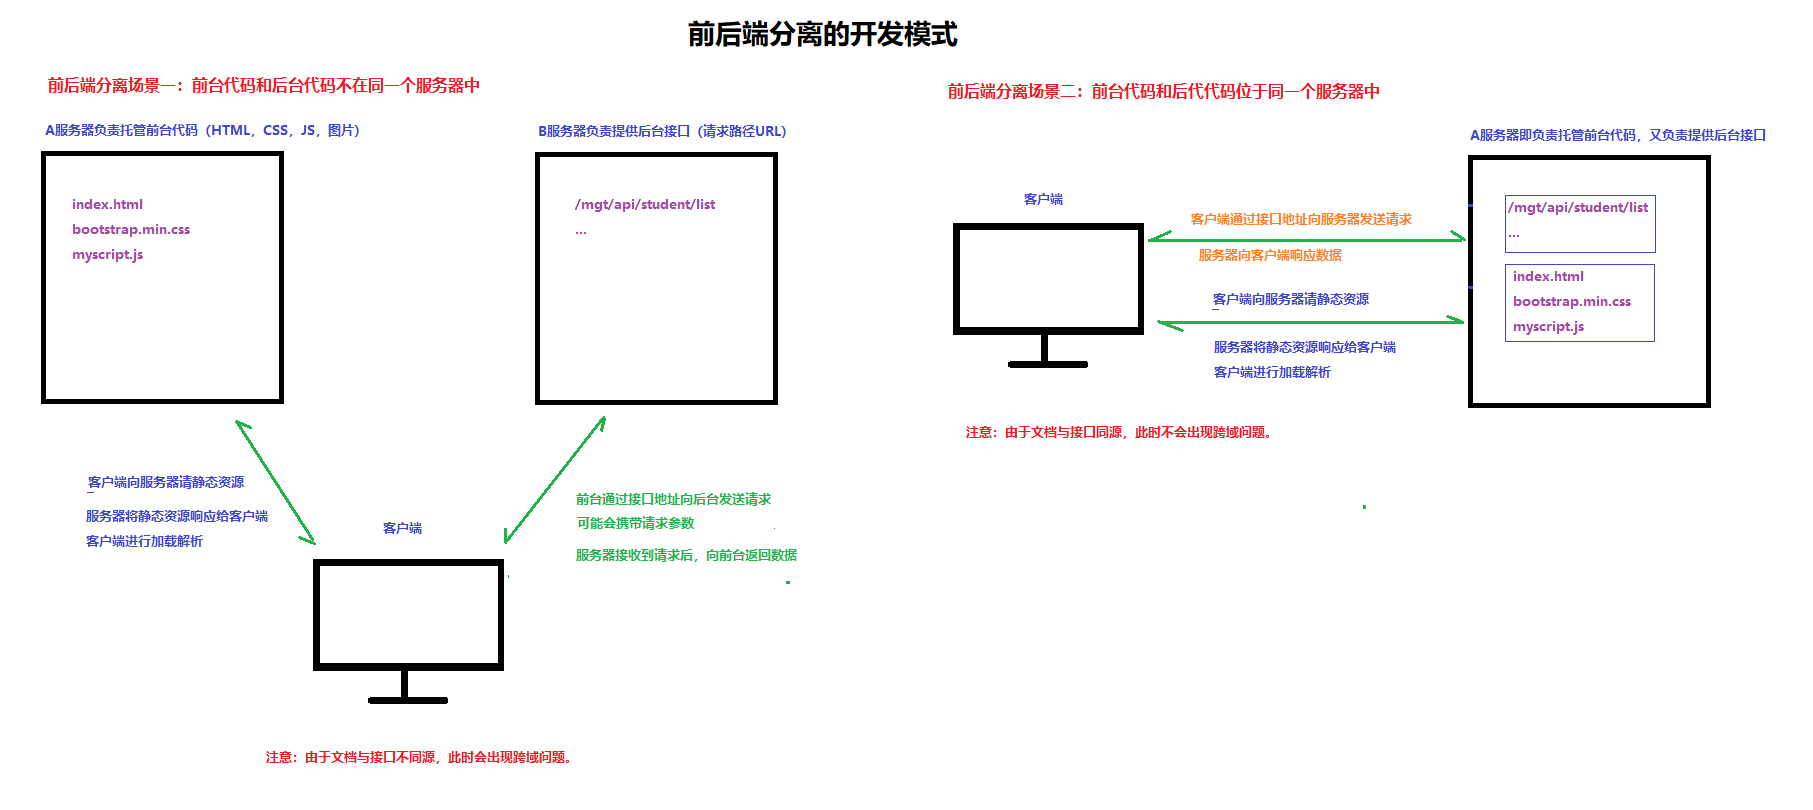 前后端分离的开发模式
前后端分离场景一：前台代码和后台代码不在同一个服务器中
A服务器负责托管前台代码（HTML，CSS，JS，图片）
B服务器负责提供后台接口（请求路径URL）
index.html
bootstrap.min.css
myscript.js
/mgt/api/student/list
...
客户端向服务器请静态资源
服务器将静态资源响应给客户端
客户端进行加载解析
客户端
前台通过接口地址向后台发送请求
可能会携带请求参数
服务器接收到请求后，向前台返回数据
注意：由于文档与接口不同源，此时会出现跨域问题。
前后端分离场景二：前台代码和后代代码位于同一个服务器中
A服务器即负责托管前台代码，又负责提供后台接口
客户端
客户端通过接口地址向服务器发送请求
服务器向客户端响应数据
客户端向服务器请静态资源
服务器将静态资源响应给客户端
客户端进行加载解析
/mgt/api/student/list
...
index.html
bootstrap.min.css
myscript.js
注意：由于文档与接口同源，此时不会出现跨域问题。